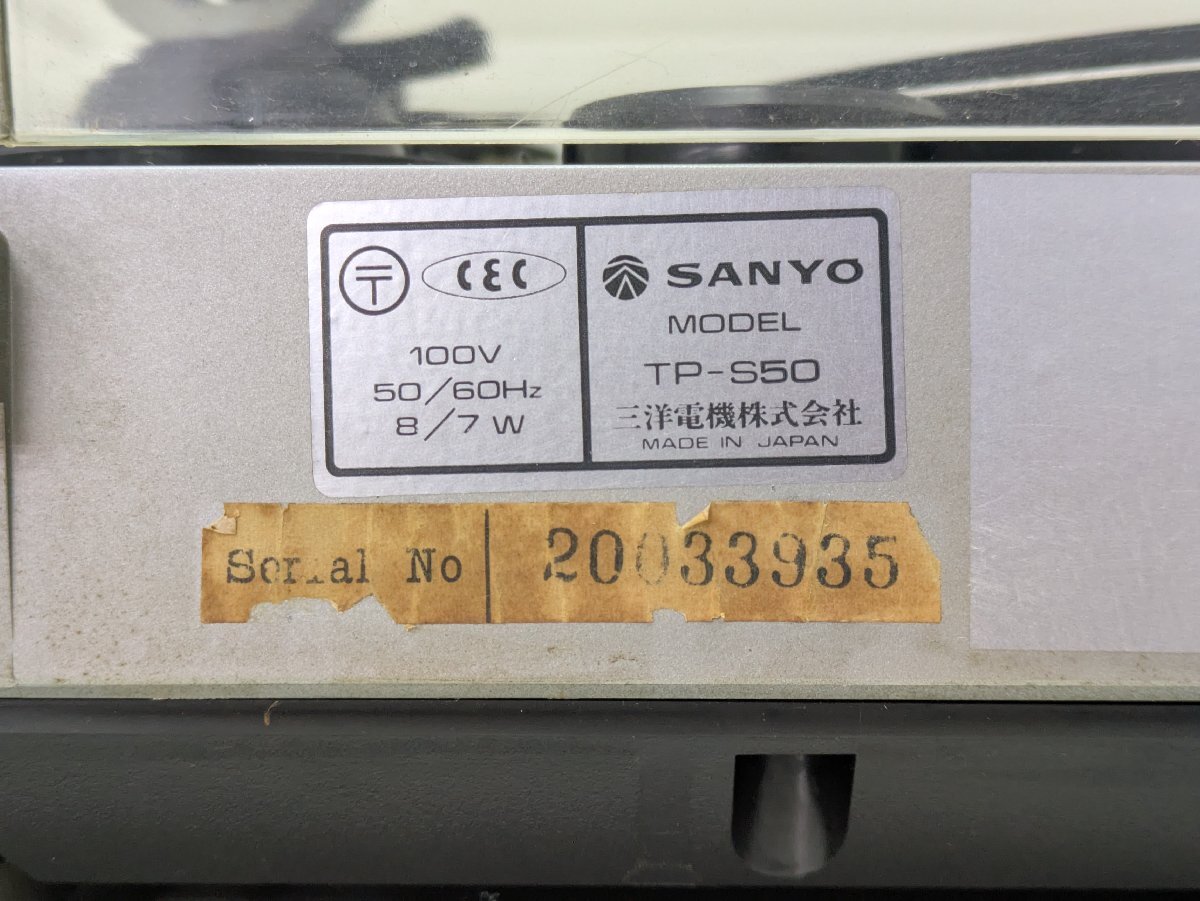 〒 CEC
100V
50/60Hz
8/7 W
SANYO
MODEL
TP-S50
三洋電機株式会社
MADE IN JAPAN
Serial No 20033935